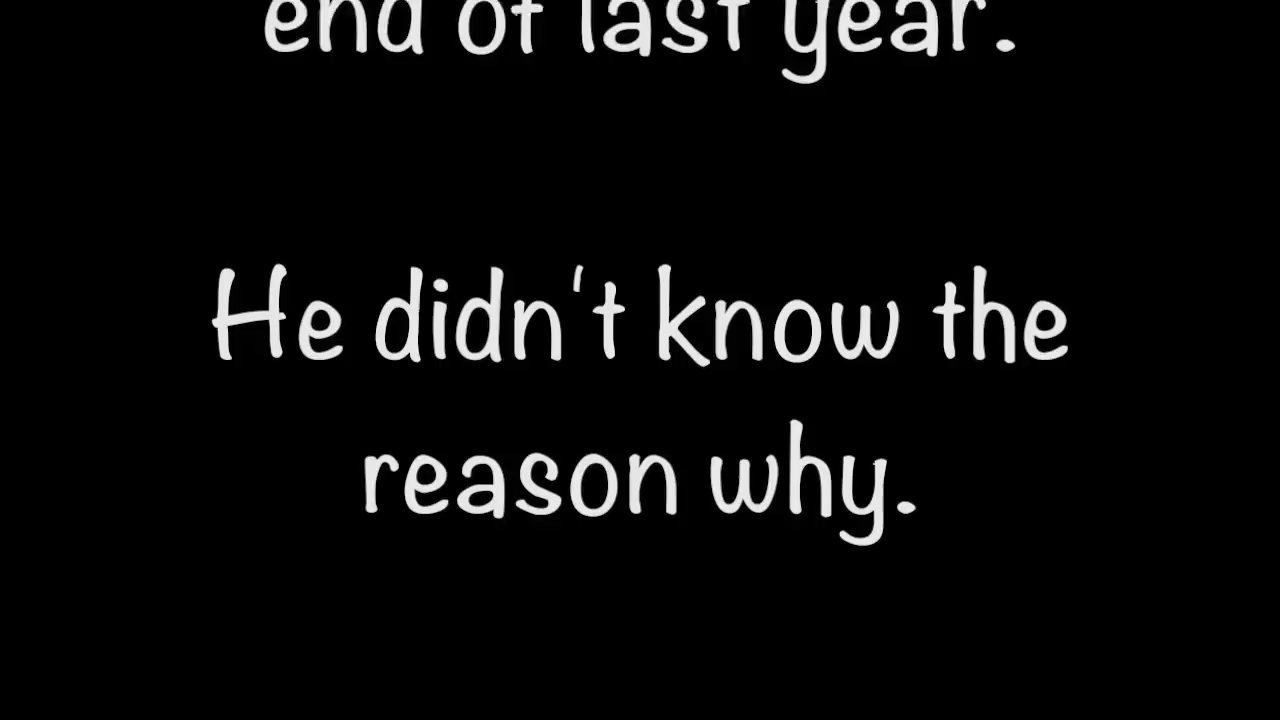 end of last year.
He didn't know the
reason why.